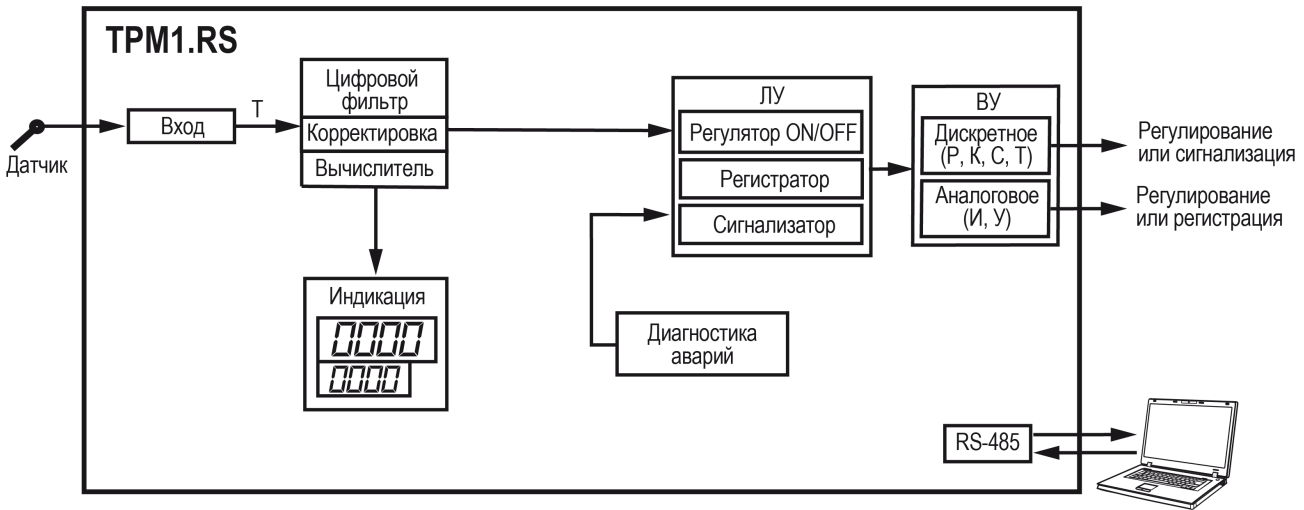 ТРМ1.RS
Датчик
Вход
T
Цифровой
фильтр
Корректировка
Вычислитель
Индикация
0000
0000
ЛУ
Регулятор ON/OFF
Регистратор
Сигнализатор
Диагностика
аварий
ВУ
Дискретное
(Р, К, С, Т)
Аналоговое
(И, У)
Регулирование
или сигнализация
Регулирование
или регистрация
RS-485